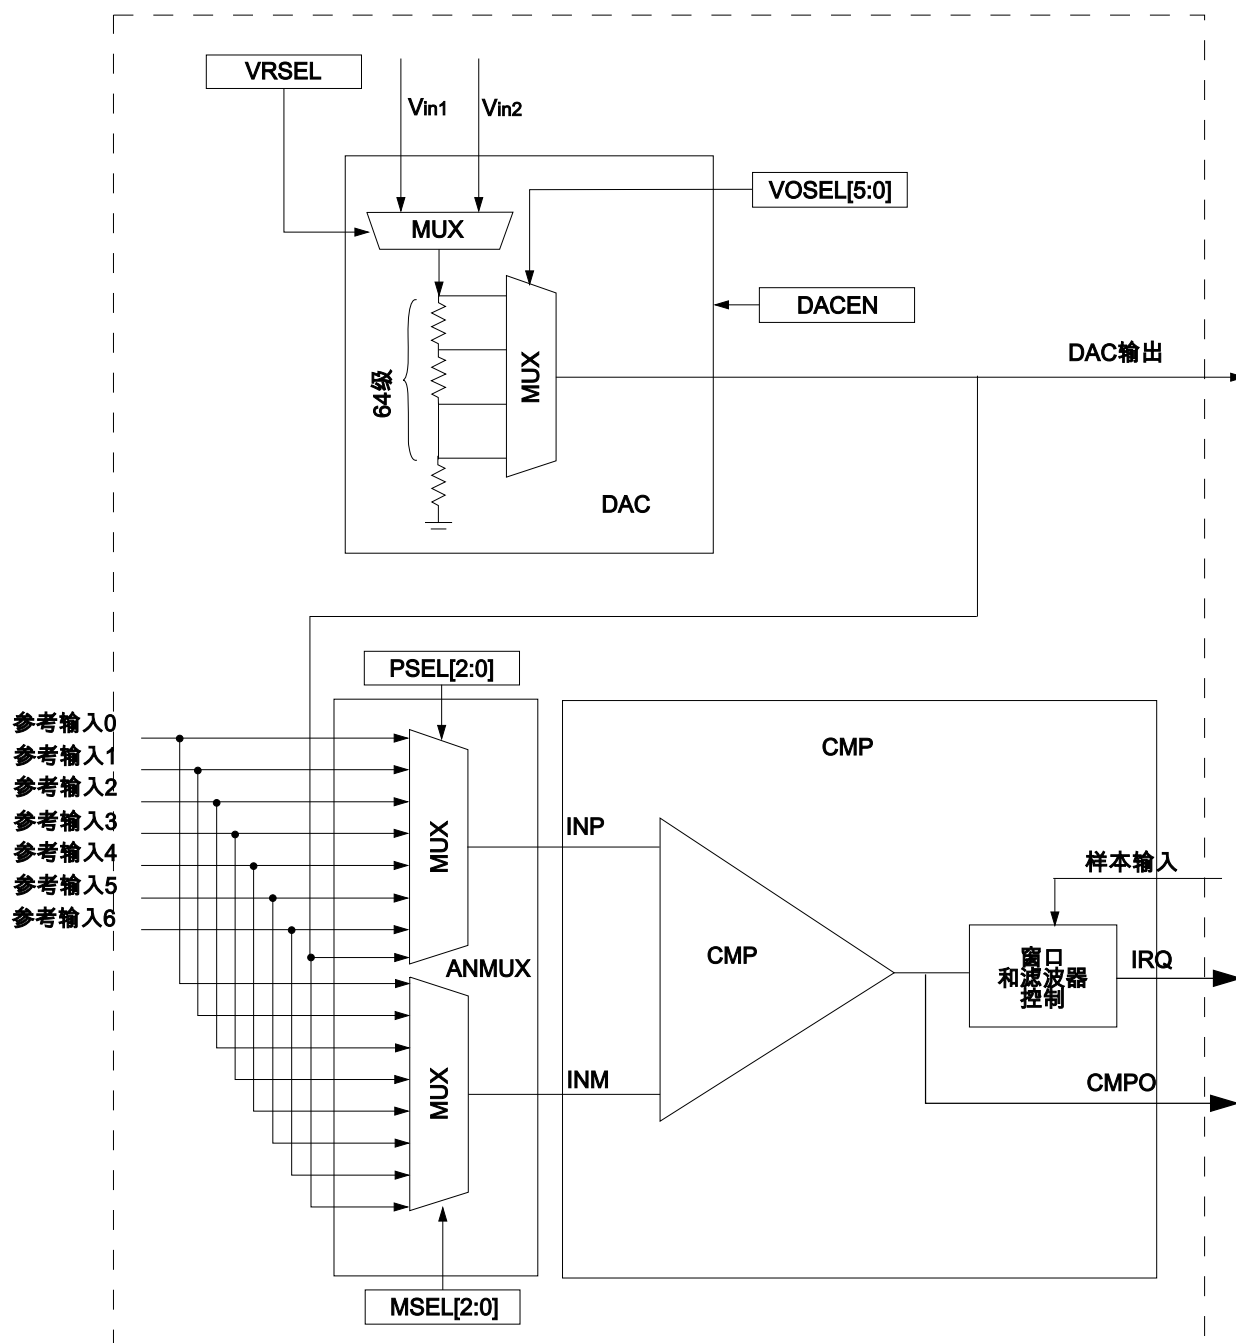 VRSEL
Vin1
Vin2
VOSEL[5:0]
MUX
DACEN
64级
MUX
DAC输出
DAC
PSEL[2:0]
参考输入0
参考输入1
参考输入2
参考输入3
参考输入4
参考输入5
参考输入6
MUX
ANMUX
MUX
MSEL[2:0]
CMP
INP
INM
CMP
样本输入
窗口
和滤波器
控制
IRQ
CMPO